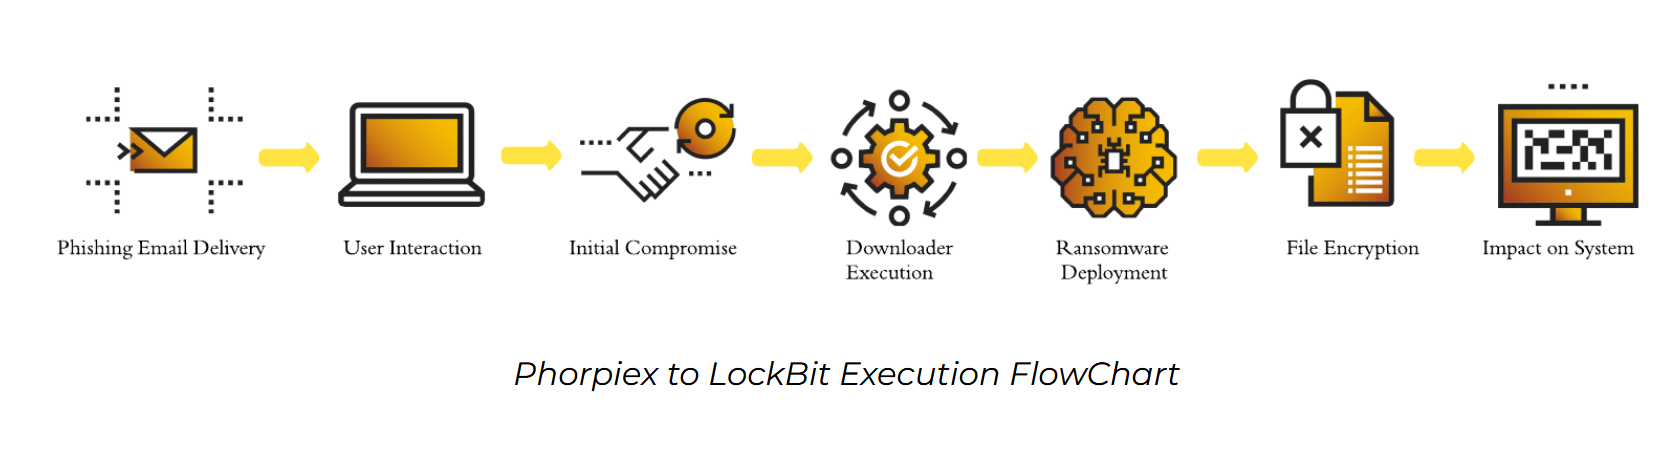 Phishing Email Delivery
User Interaction
Initial Compromise
Downloader
Execution
Ransomware
Deployment
File Encryption
Impact on System
Phorpiex to LockBit Execution FlowChart